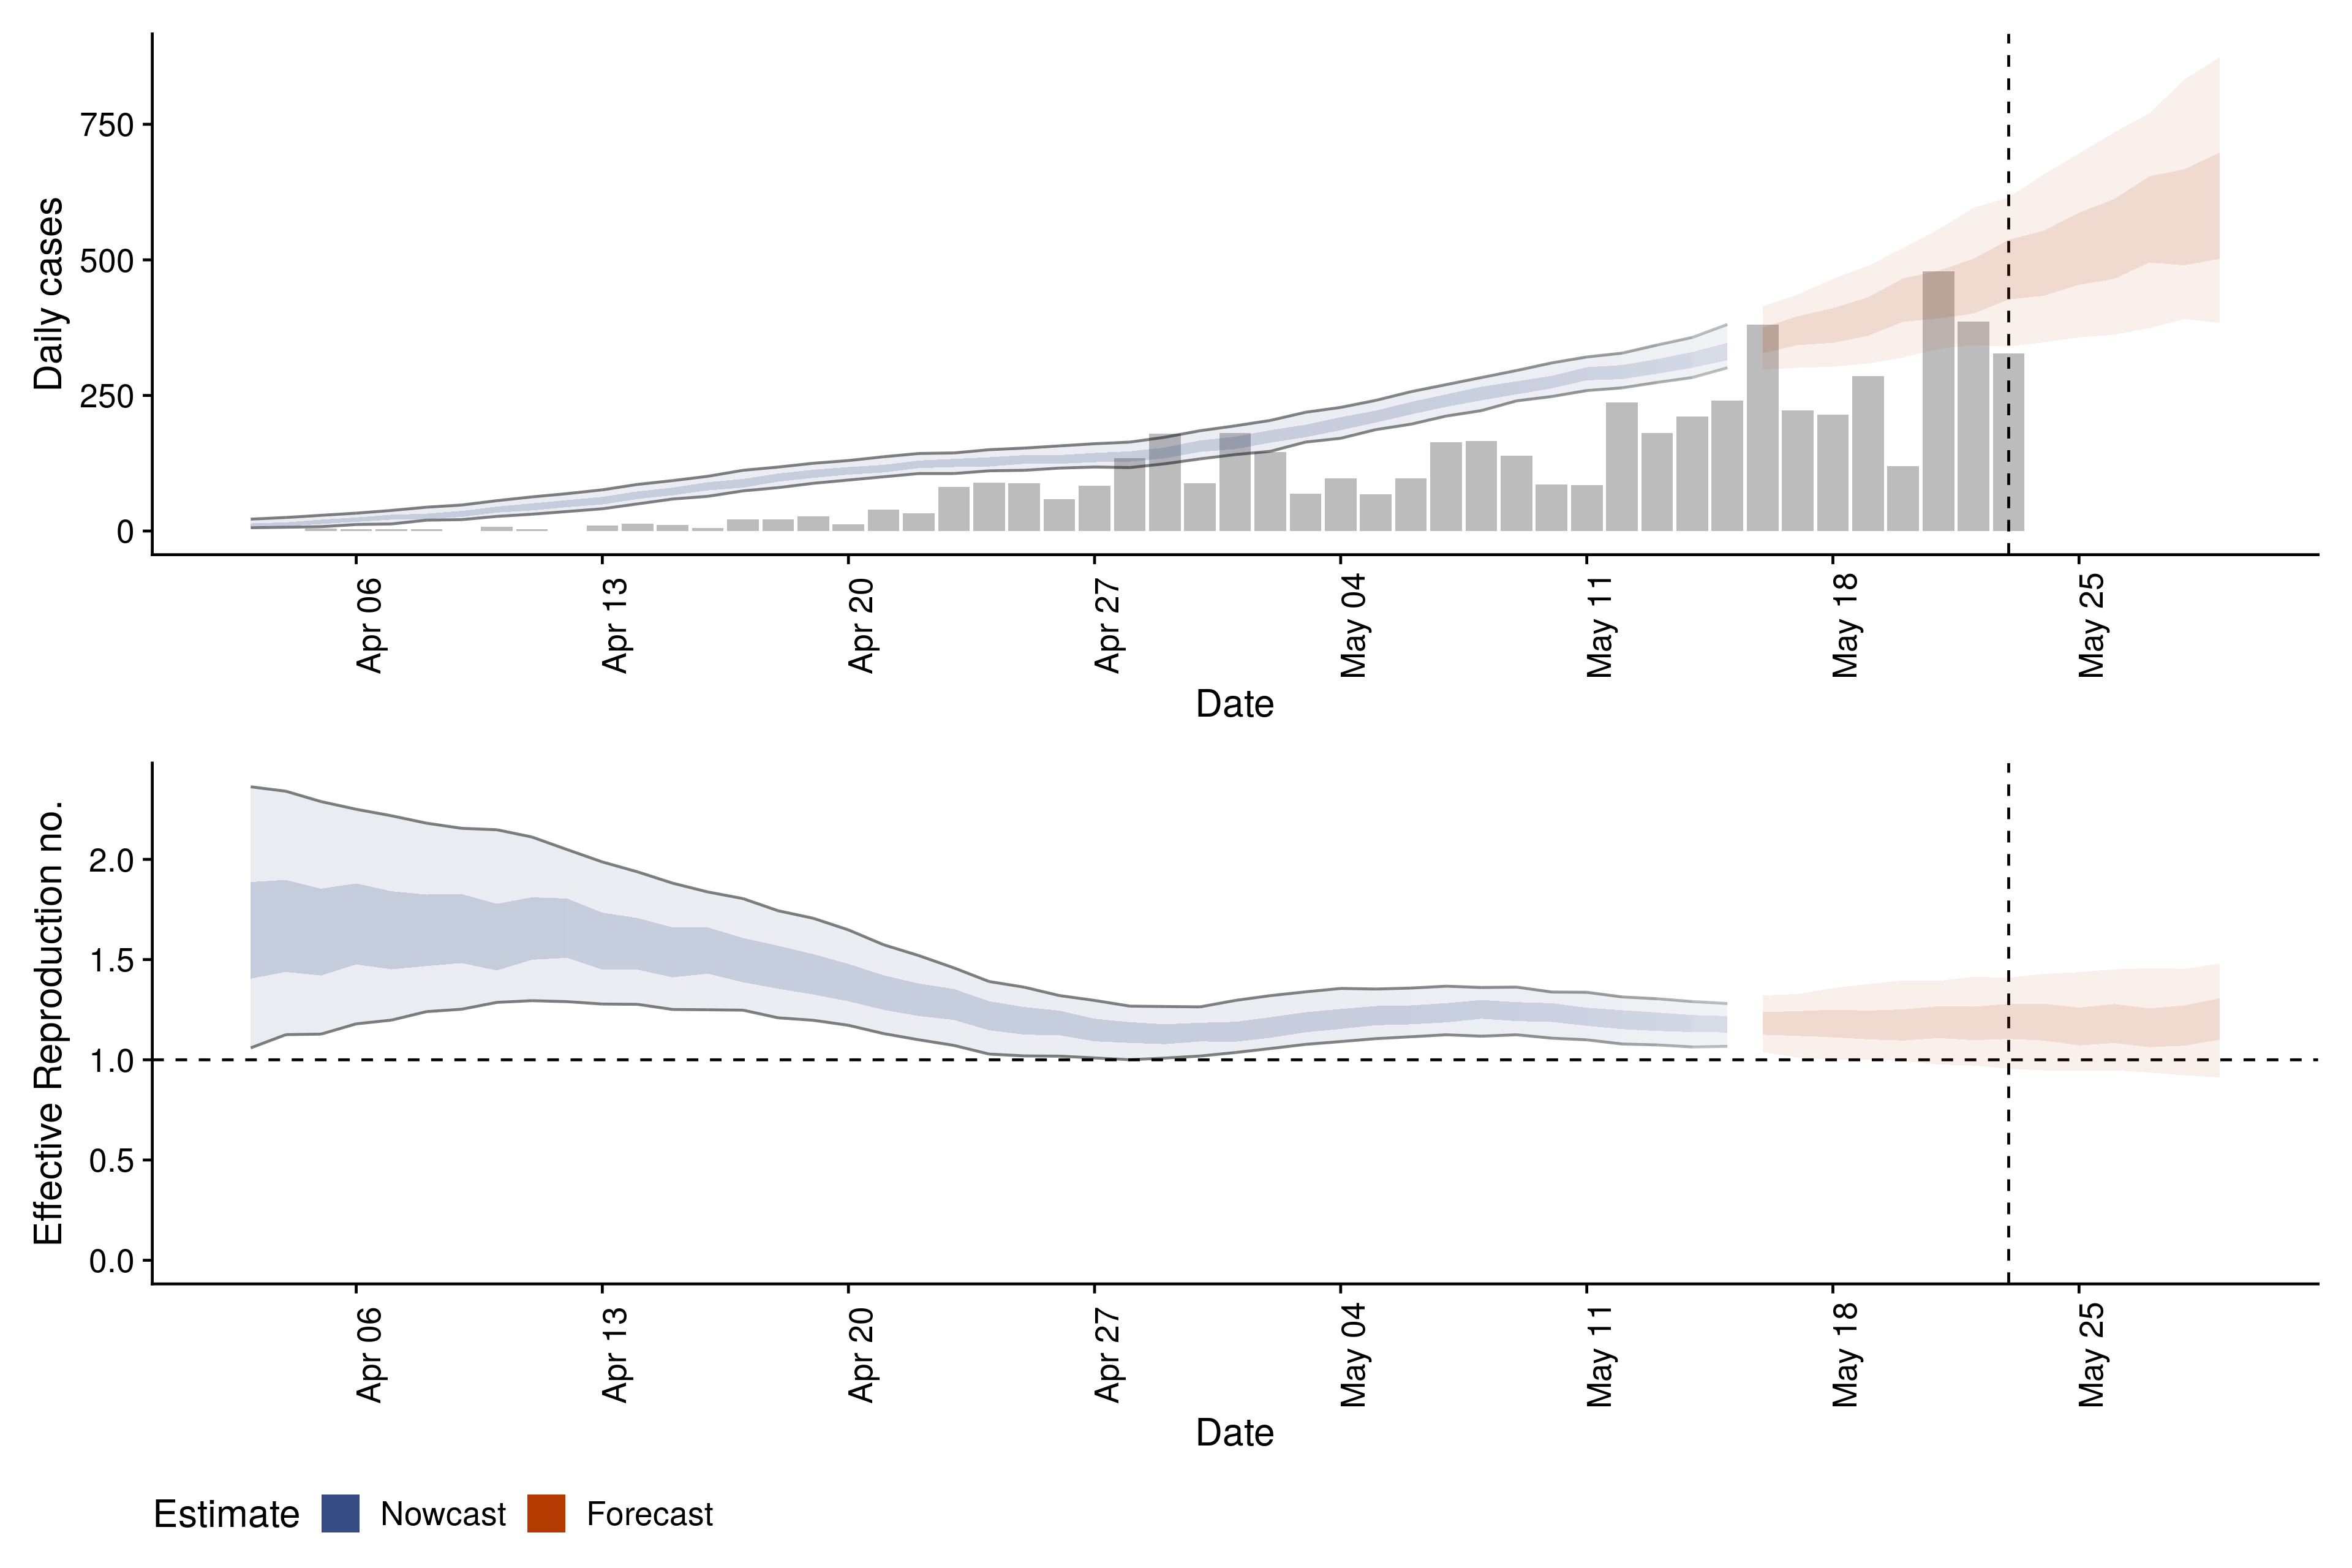 Daily cases
750
500
250
0
Apr 06
Apr 13
Apr 20
Apr 27
May 04
May 11
May 18
May 25
Date
Effective Reproduction no.
2.0
1.5
1.0
0.5
0.0
Apr 06
Apr 13
Apr 20
Apr 27
May 04
May 11
May 18
May 25
Date
Estimate Nowcast Forecast